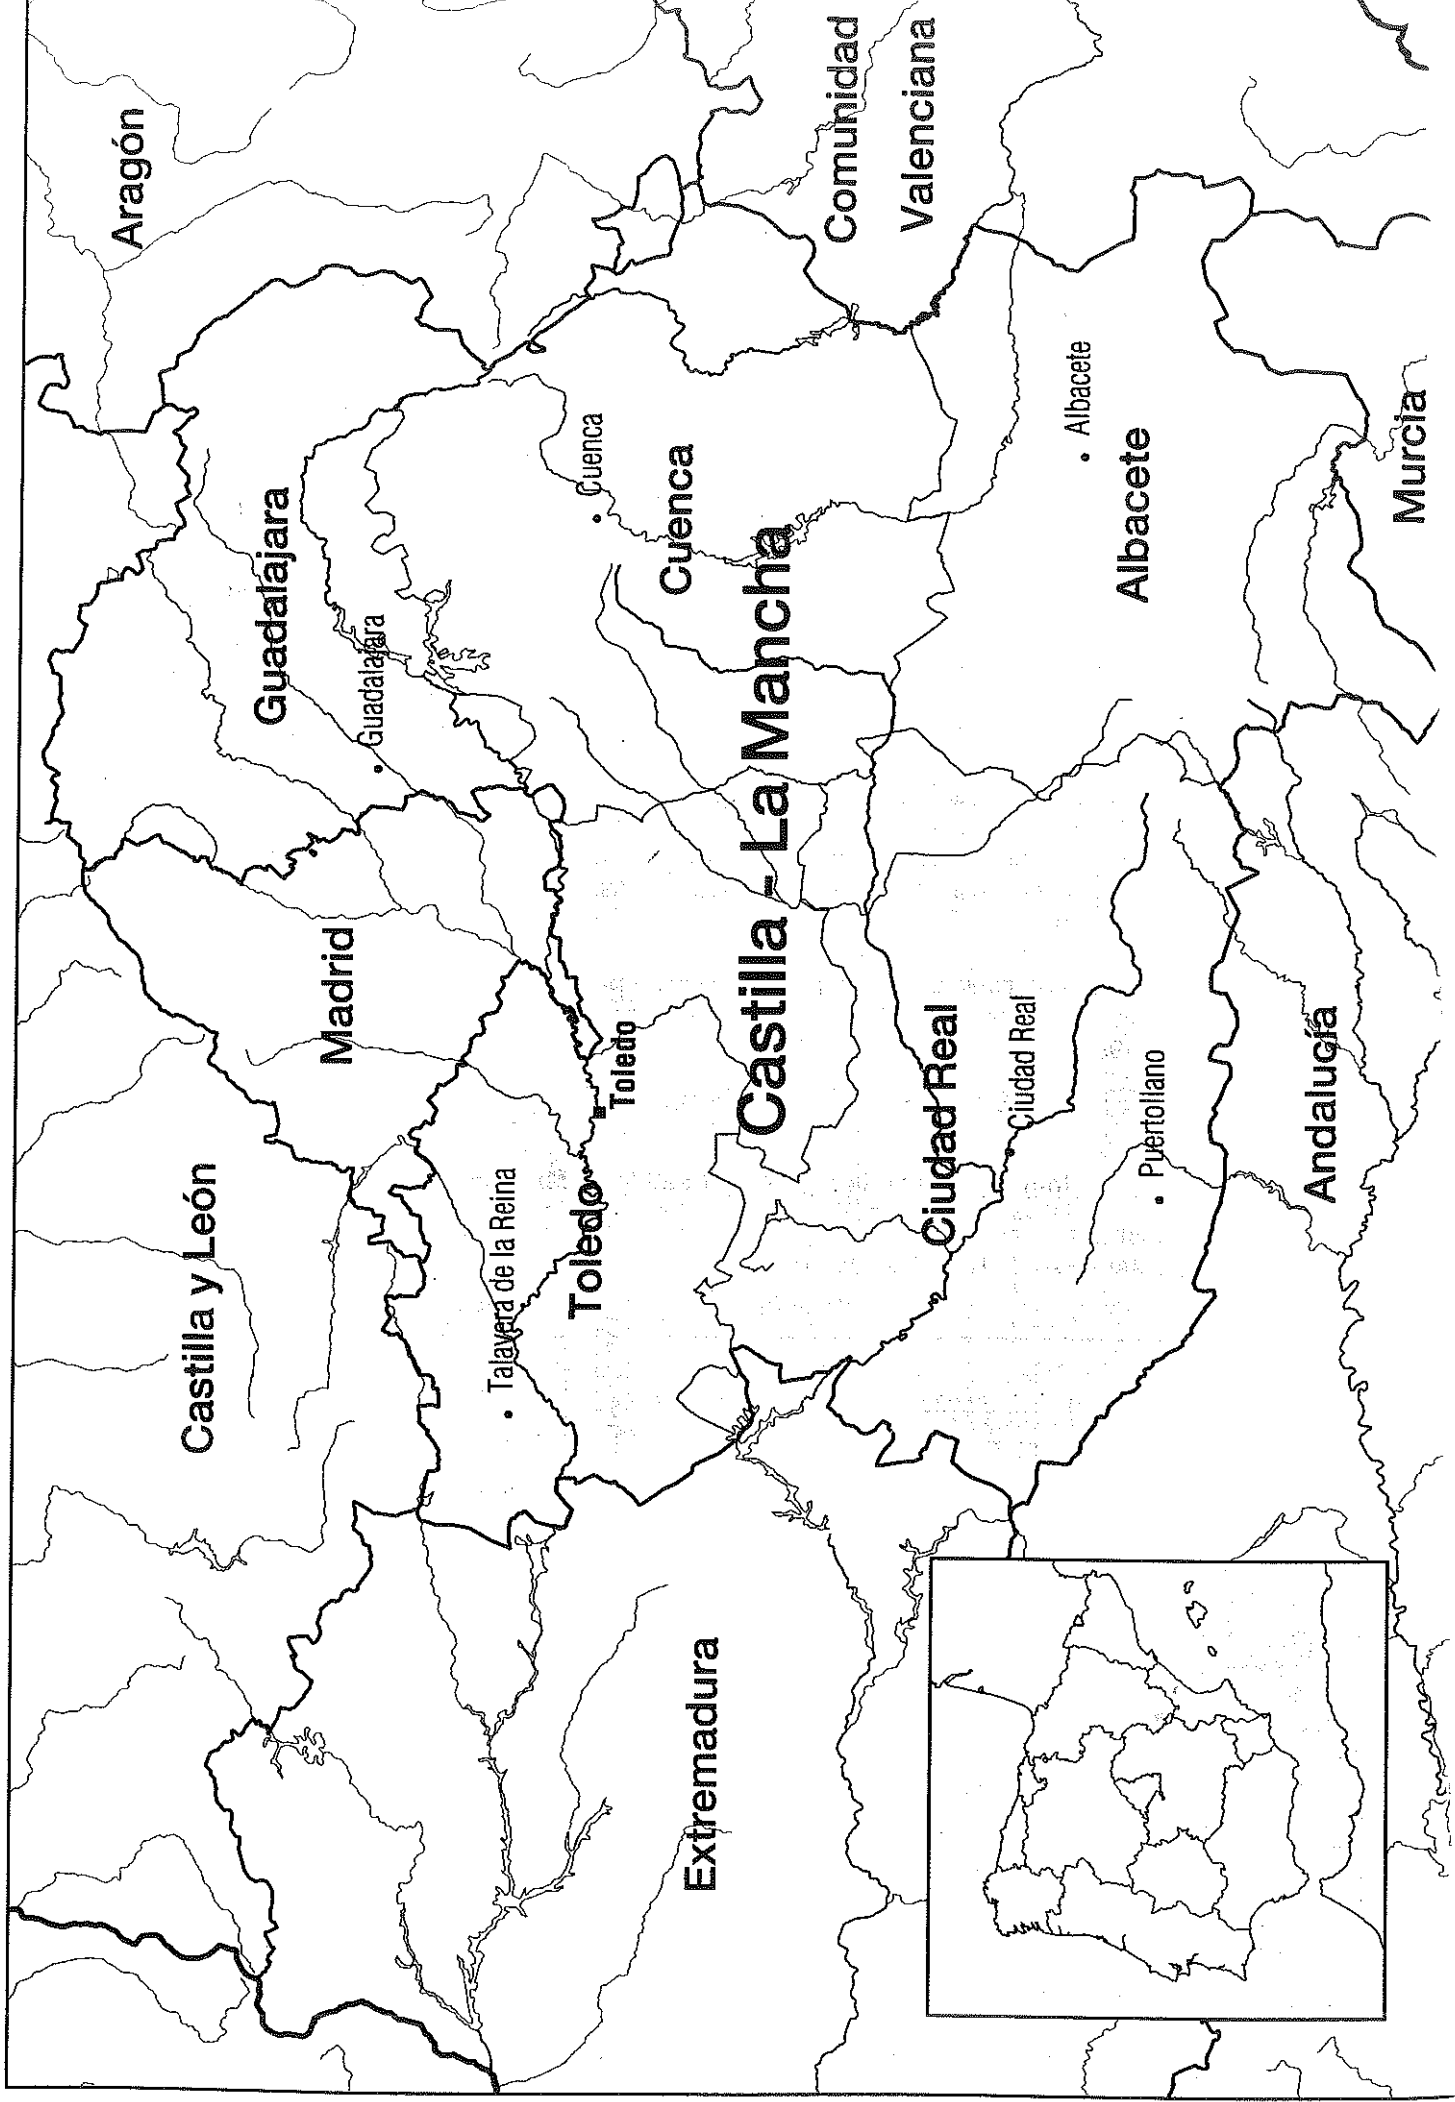 Castilla y León
Aragón
Guadalajara
Guadalajara
Madrid
Talavera de la Reina
Toledo
Toledo
Cuenca
Cuenca
Castilla – La Mancha
Comunidad
Valenciana
Extremadura
Ciudad Real
Ciudad Real
Albacete
Albacete
Puertollano
Andalucía
Murcia